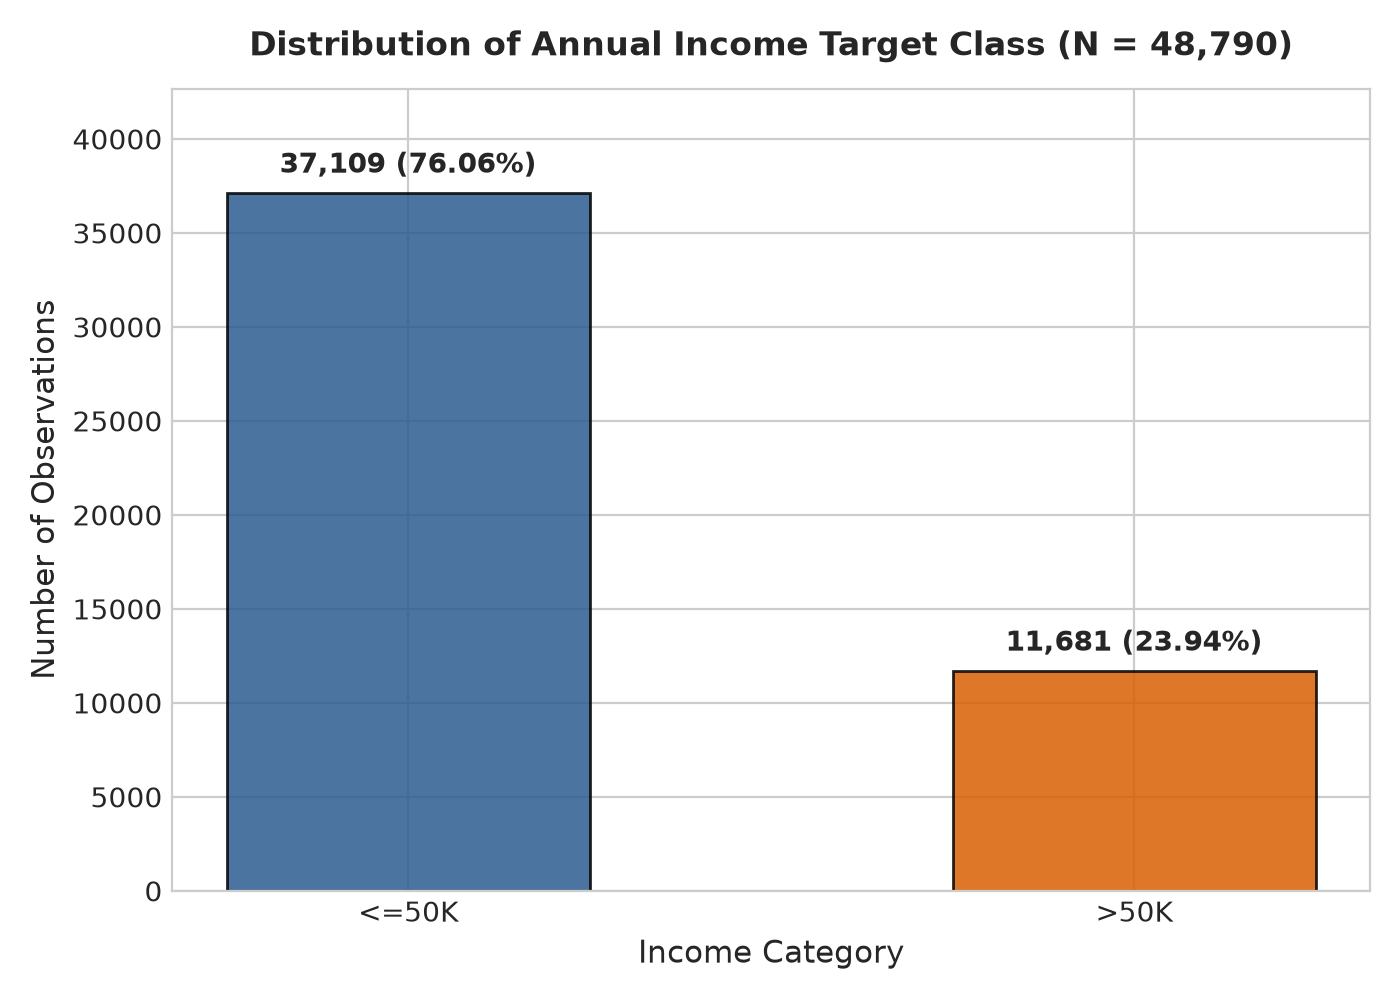 Distribution of Annual Income Target Class (N = 48,790)
40000
35000
30000
25000
20000
15000
10000
5000
0
Number of Observations
37,109 (76.06%)
11,681 (23.94%)
<=50K
>50K
Income Category